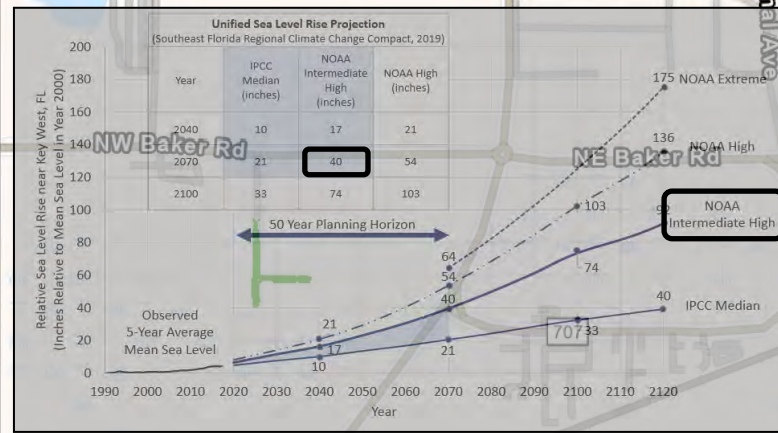 Unified Sea Level Rise Projection
(Southeast Florida Regional Climate Change Compact, 2019)
Year
IPCC
Median
(inches)
NOAA
Intermediate
High
(inches)
NOAA High
(inches)
2040 10 17 21
2070 21 40 54
2100 33 74 103
NW Baker Rd
NE Baker Rd
al Ave
707
Relative Sea Level Rise near Key West, FL
(Inches Relative to Mean Sea Level in Year 2000)
200
180
160
140
120
100
80
60
40
20
0
50 Year Planning Horizon
Observed
5-Year Average
Mean Sea Level
175 NOAA Extreme
136
NOAA High
103
92
NOAA
Intermediate High
74
64
54
40
40
IPCC Median
33
21
21
17
10
1990 2000 2010 2020 2030 2040 2050 2060 2070 2080 2090 2100 2110 2120
Year